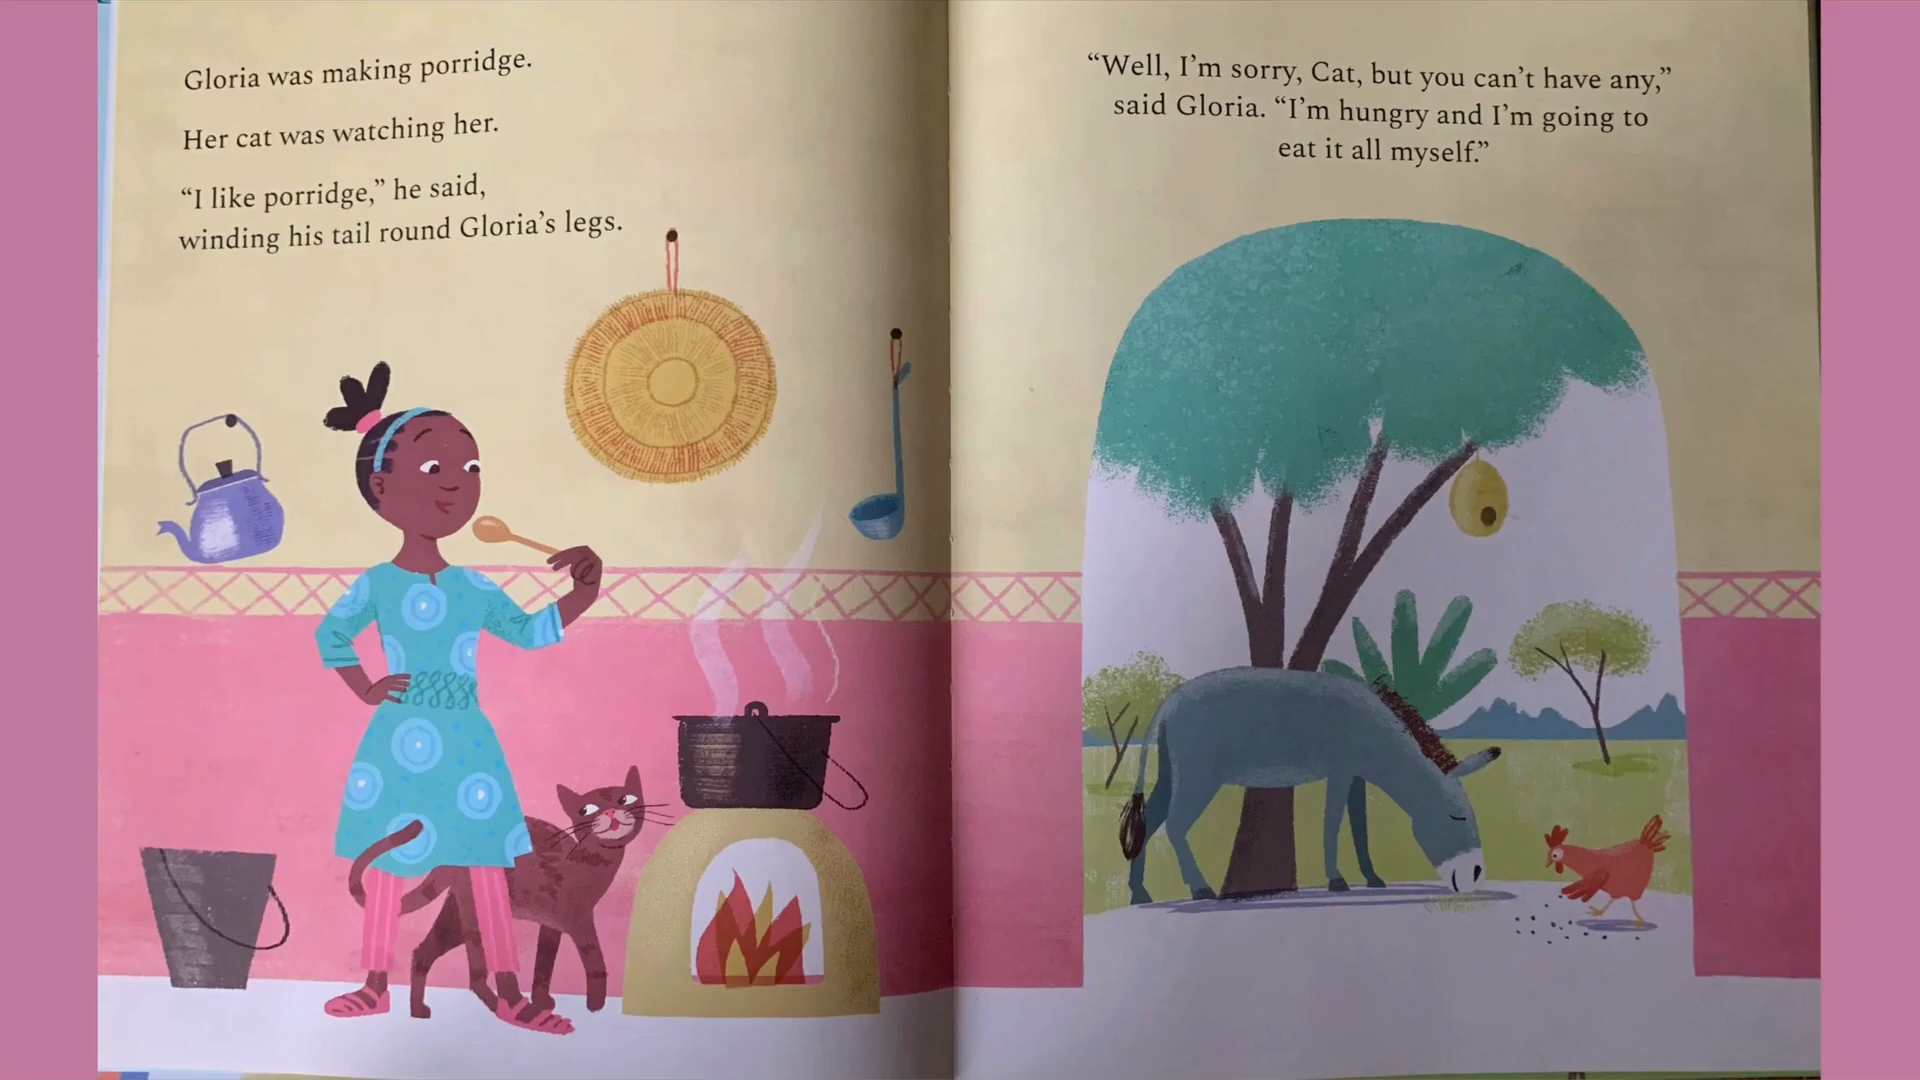 Gloria was making porridge.
Her cat was watching her.
“I like porridge,” he said,
winding his tail round Gloria’s legs.
“Well, I’m sorry, Cat, but you can’t have any,”
said Gloria. “I’m hungry and I’m going to
eat it all myself.”